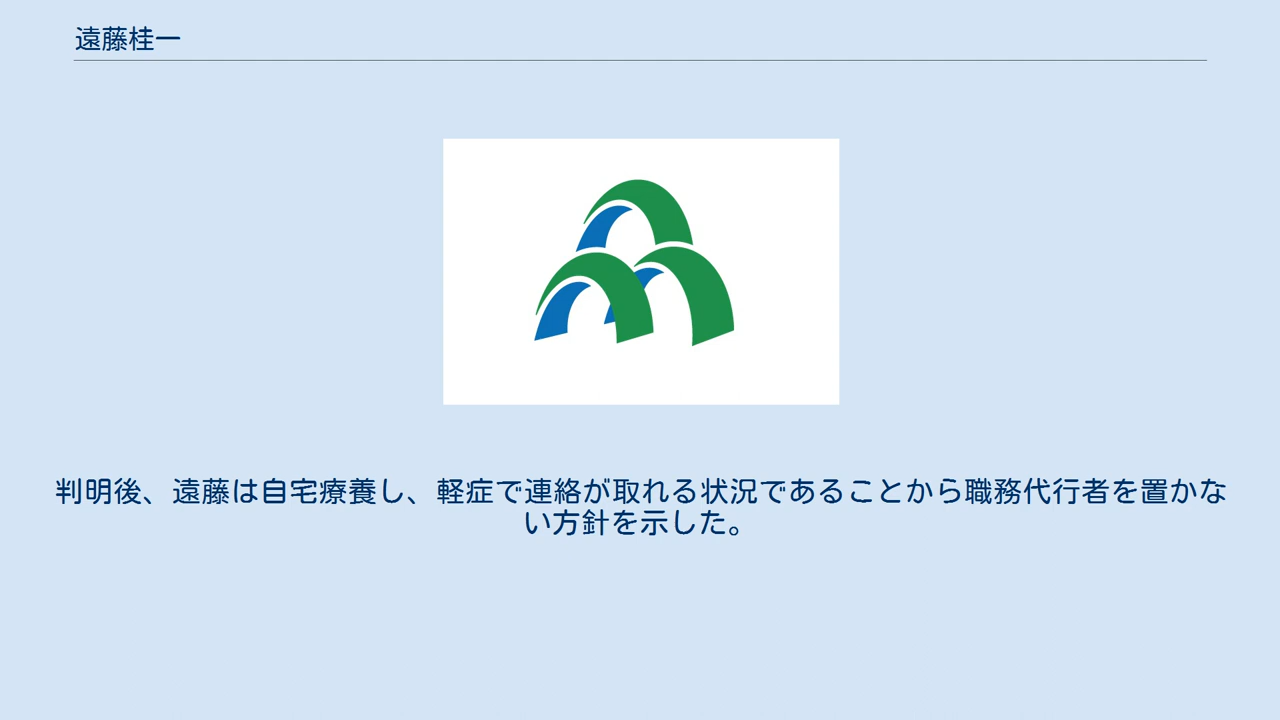 遠藤桂一
判明後、遠藤は自宅療養し、軽症で連絡が取れる状況であることから職務代行者を置かな
い方針を示した。